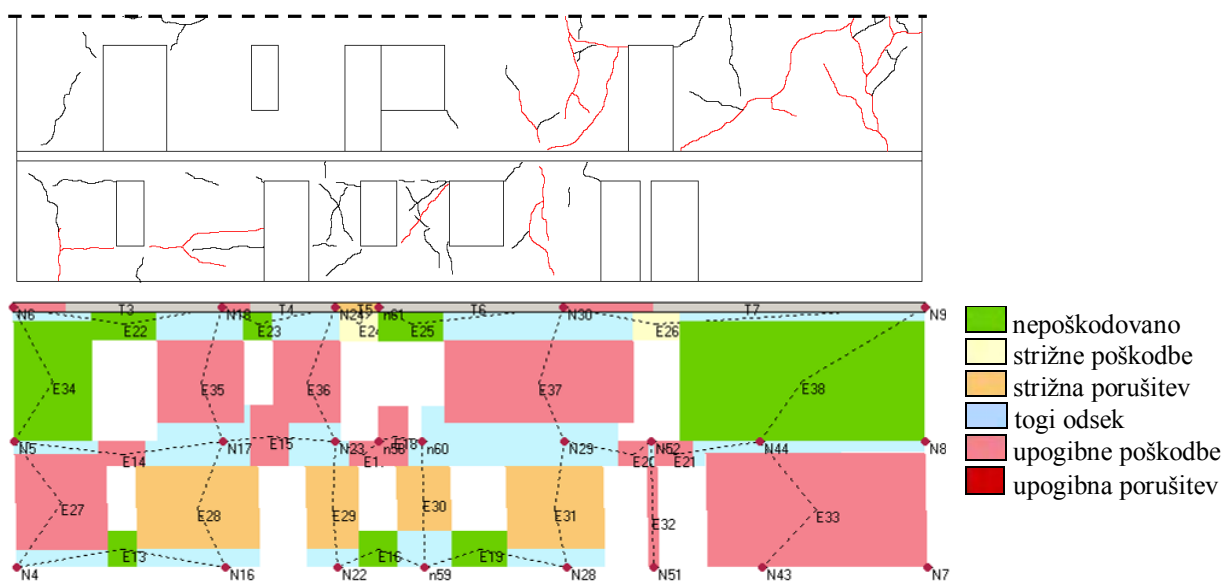 N6 T3 N18 T4 N24 T5 n61 T6 N30 T7 N9
E22 E23 E24 E25 E26
E34 E35 E36 E37 E38
N5 E14 N17 E15 N23 n58 E18 n60 N29 E20 N52 E21 N44 N8
E27 E28 E29 E30 E31 E32 E33
E13 E16 E19
N4 N16 N22 n59 N28 N51 N43 N7
nepoškodovano
strižne poškodbe
strižna porušitev
togi odsek
upogibne poškodbe
upogibna porušitev